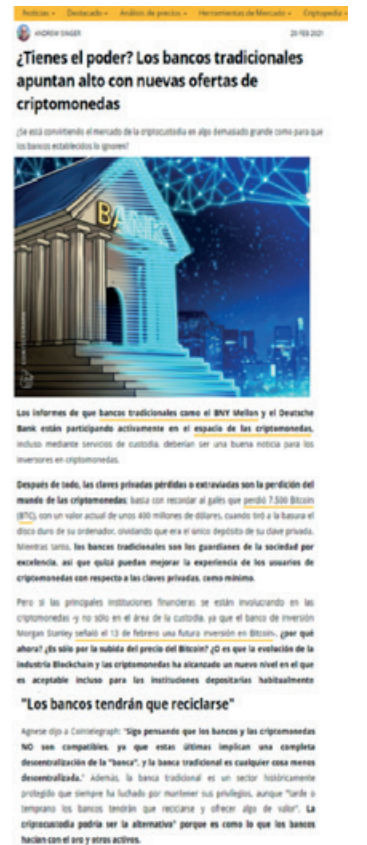 Noticias Destacado Análisis de precios Herramientas de Mercado Criptopedia
ANDREW SINGER 20 FEB 2021
¿Tienes el poder? Los bancos tradicionales
apuntan alto con nuevas ofertas de
criptomonedas
¿Se está convirtiendo el mercado de la criptocustodia en algo demasiado grande como para que
los bancos establecidos lo ignoren?
BANK
Los informes de que bancos tradicionales como el BNY Mellon y el Deutsche
Bank están participando activamente en el espacio de las criptomonedas,
incluso mediante servicios de custodia, deberían ser una buena noticia para los
inversores en criptomonedas.
Después de todo, las claves privadas pérdidas o extraviadas son la perdición del
mundo de las criptomonedas; basta con recordar al galés que perdió 7.500 Bitcoin
(BTC), con un valor actual de unos 400 millones de dólares, cuando tiró a la basura el
disco duro de su ordenador, olvidando que era el único depósito de su clave privada.
Mientras tanto, los bancos tradicionales son los guardianes de la sociedad por
excelencia, así que quizá puedan mejorar la experiencia de los usuarios de
criptomonedas con respecto a las claves privadas, como mínimo.
Pero si las principales instituciones financieras se están involucrando en las
criptomonedas -y no sólo en el área de la custodia, ya que el banco de inversión
Morgan Stanley señaló el 13 de febrero una futura inversión en Bitcoin-, ¿por qué
ahora? ¿Es sólo por la subida del precio del Bitcoin? ¿O es que la evolución de la
industria Blockchain y las criptomonedas ha alcanzado un nuevo nivel en el que
es aceptable incluso para las instituciones depositarias habitualmente
"Los bancos tendrán que reciclarse"
Agnese dijo a Cointelegraph: "Sigo pensando que los bancos y las criptomonedas
NO son compatibles, ya que estas últimas implican una completa
descentralización de la "banca", y la banca tradicional es cualquier cosa menos
descentralizada." Además, la banca tradicional es un sector históricamente
protegido que siempre ha luchado por mantener sus privilegios, aunque "tarde o
temprano los bancos tendrán que reciclarse y ofrecer algo de valor". La
criptocustodia podría ser la alternativa" porque es como lo que los bancos
hacían con el oro y otros activos.